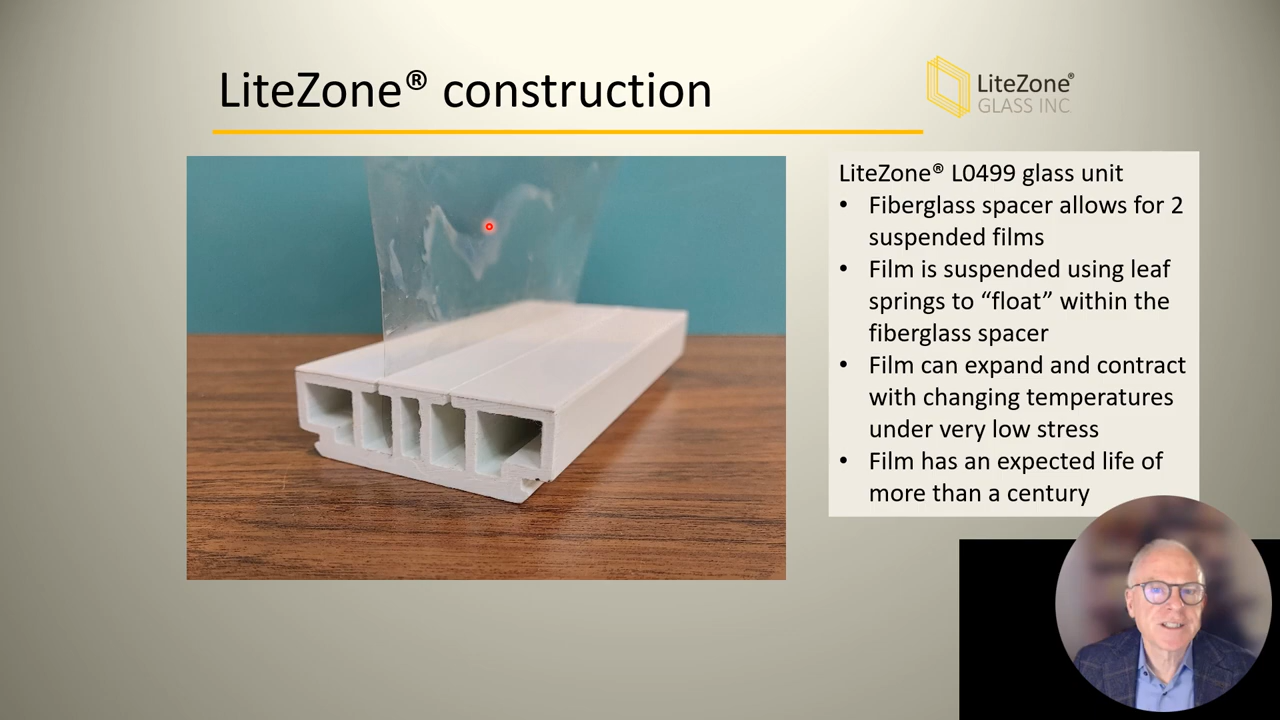 LiteZone® construction
LiteZone®
GLASS INC.
LiteZone® L0499 glass unit
• Fiberglass spacer allows for 2
suspended films
• Film is suspended using leaf
springs to “float” within the
fiberglass spacer
• Film can expand and contract
with changing temperatures
under very low stress
• Film has an expected life of
more than a century